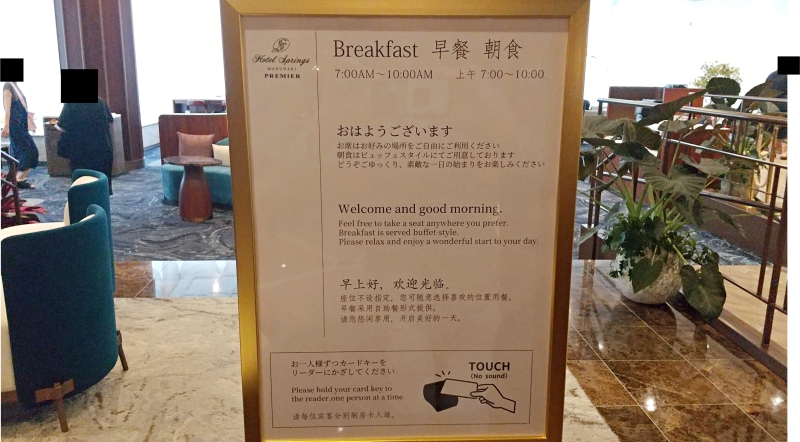 Hotel Springs
MAKUHARI
PREMIER
Breakfast 早餐 朝食
7:00AM～10:00AM 上午 7:00～10:00
おはようございます
お席はお好みの場所をご自由にご利用ください
朝食はビュッフェスタイルにてご用意しております
どうぞごゆっくり、素敵な一日の始まりをお楽しみください
Welcome and good morning.
Feel free to take a seat anywhere you prefer.
Breakfast is served buffet-style.
Please relax and enjoy a wonderful start to your day.
早上好，欢迎光临。
座位不设指定，您可随意选择喜欢的位置用餐。
早餐采用自助餐形式提供。
请您悠闲享用，开启美好的一天。
お一人様ずつカードキーを
リーダーにかざしてください
Please hold your card key to
the reader,one person at a time.
请每位宾客分别刷房卡入场。
TOUCH
(No sound)